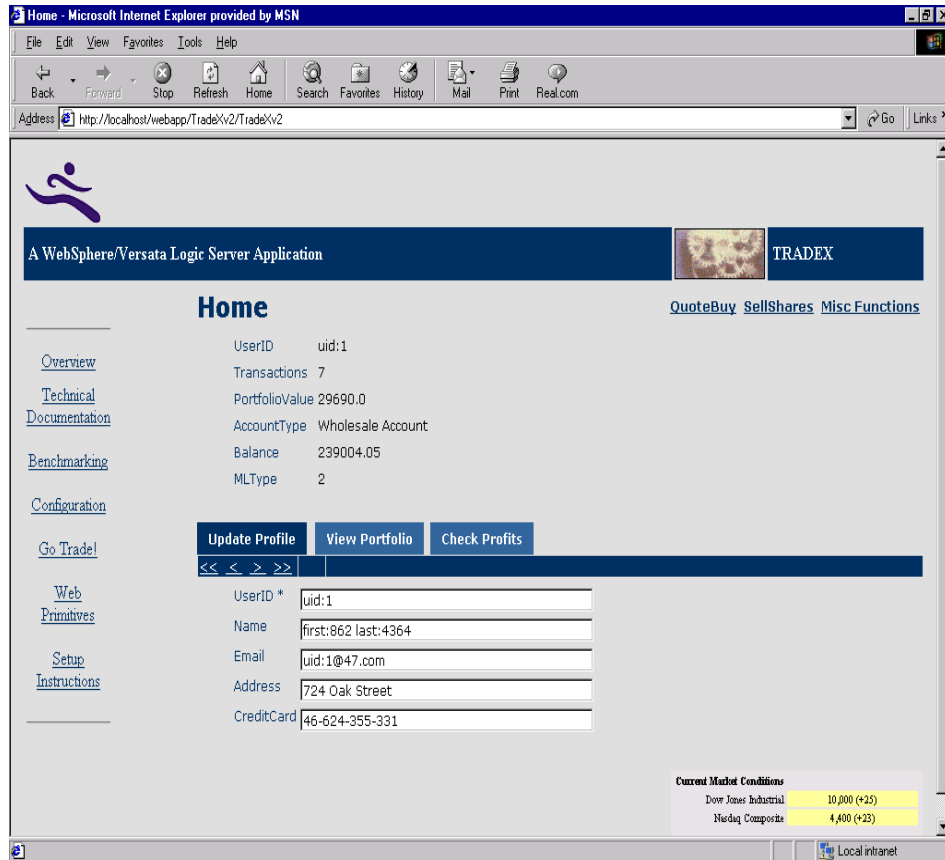 Home - Microsoft Internet Explorer provided by MSN
File Edit View Favorites Tools Help
Back Forward Stop Refresh Home Search Favorites History Mail Print Real.com
Address http://localhost/webapp/TradeXv2/TradeXv2 Go Links
A WebSphere/Versata Logic Server Application TRADEX
Home
QuoteBuy SellShares Misc Functions
Overview
Technical
Documentation
Benchmarking
Configuration
Go Trade!
Web
Primitives
Setup
Instructions
UserID uid:1
Transactions 7
PortfolioValue 29690.0
AccountType Wholesale Account
Balance 239004.05
MLType 2
Update Profile View Portfolio Check Profits
<< < > >>
UserID * uid:1
Name first:862 last:4364
Email uid:1@47.com
Address 724 Oak Street
CreditCard 46-624-355-331
Current Market Conditions
Dow Jones Industrial 10,000 (+25)
Nasdaq Composite 4,400 (+23)
Local intranet